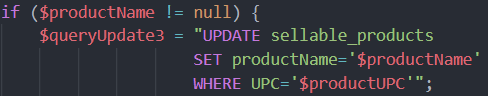 if ($productName != null) {
$queryUpdate3 = "UPDATE sellable_products
SET productName='$productName'
WHERE UPC='$productUPC'";